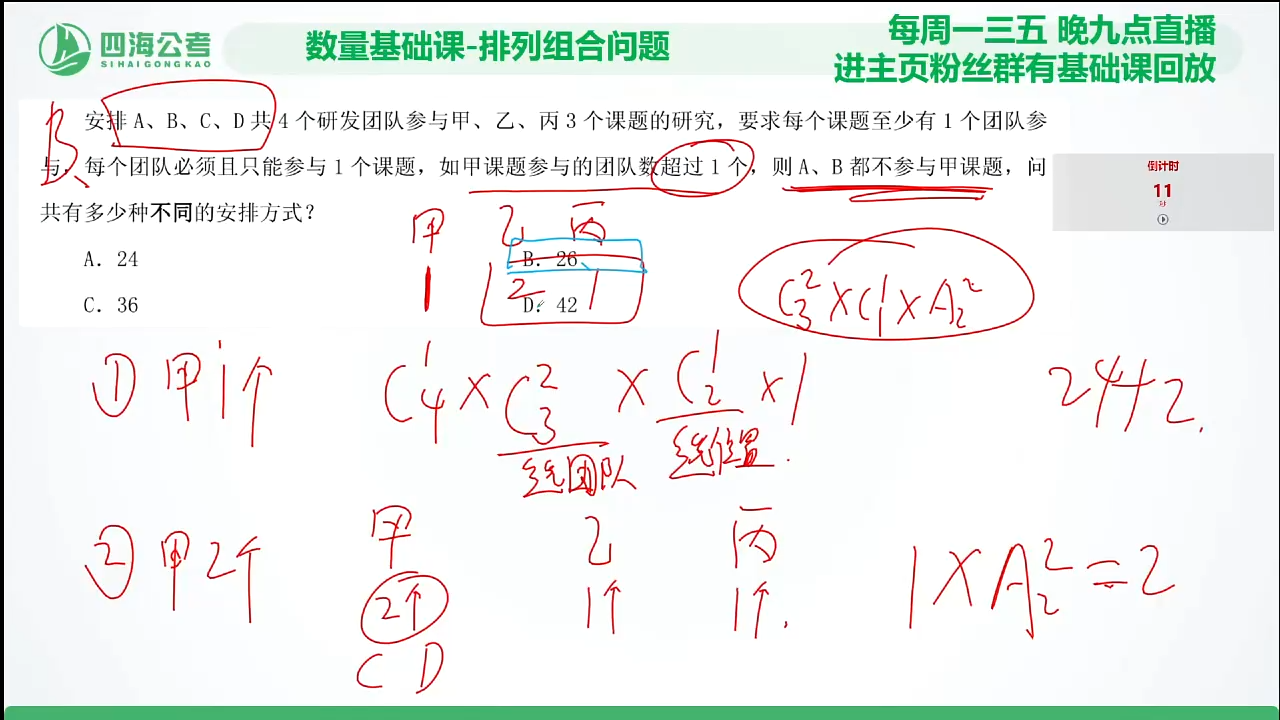 四海公考
SIHAIGONGKAO
数量基础课-排列组合问题
每周一三五 晚九点直播
进主页粉丝群有基础课回放
安排 A、B、C、D 共 4 个研发团队参与甲、乙、丙 3 个课题的研究，要求每个课题至少有 1 个团队参
与，每个团队必须且只能参与 1 个课题，如甲课题参与的团队数超过 1 个，则 A、B 都不参与甲课题，问
共有多少种不同的安排方式？
倒计时
11
秒
B
甲 乙 丙
A. 24
B. 26
C. 36
D. 42
1 2 1
C₃² × C₁¹ × A₂²
① 甲1个
C₄¹ × C₃² × C₂¹ × 1
选团队
选位置.
24+2.
② 甲2个
甲 乙 丙
2个 1个 1个.
C D
1 × A₂² = 2